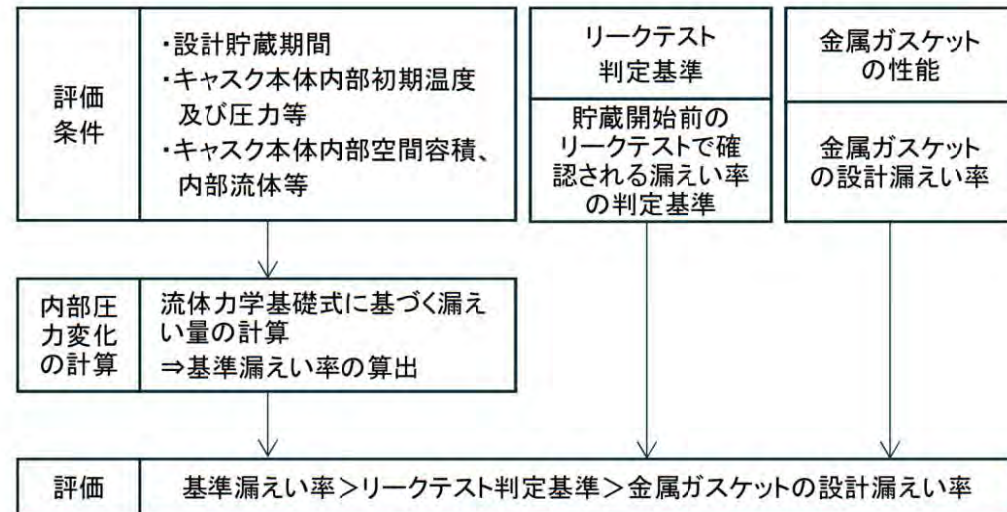 評価
条件
・設計貯蔵期間
・キャスク本体内部初期温度
及び圧力等
・キャスク本体内部空間容積、
内部流体等
リークテスト
判定基準
貯蔵開始前の
リークテストで確
認される漏えい率
の判定基準
金属ガスケット
の性能
金属ガスケット
の設計漏えい率
内部圧
力変化
の計算
流体力学基礎式に基づく漏え
い量の計算
⇒基準漏えい率の算出
評価
基準漏えい率＞リークテスト判定基準＞金属ガスケットの設計漏えい率